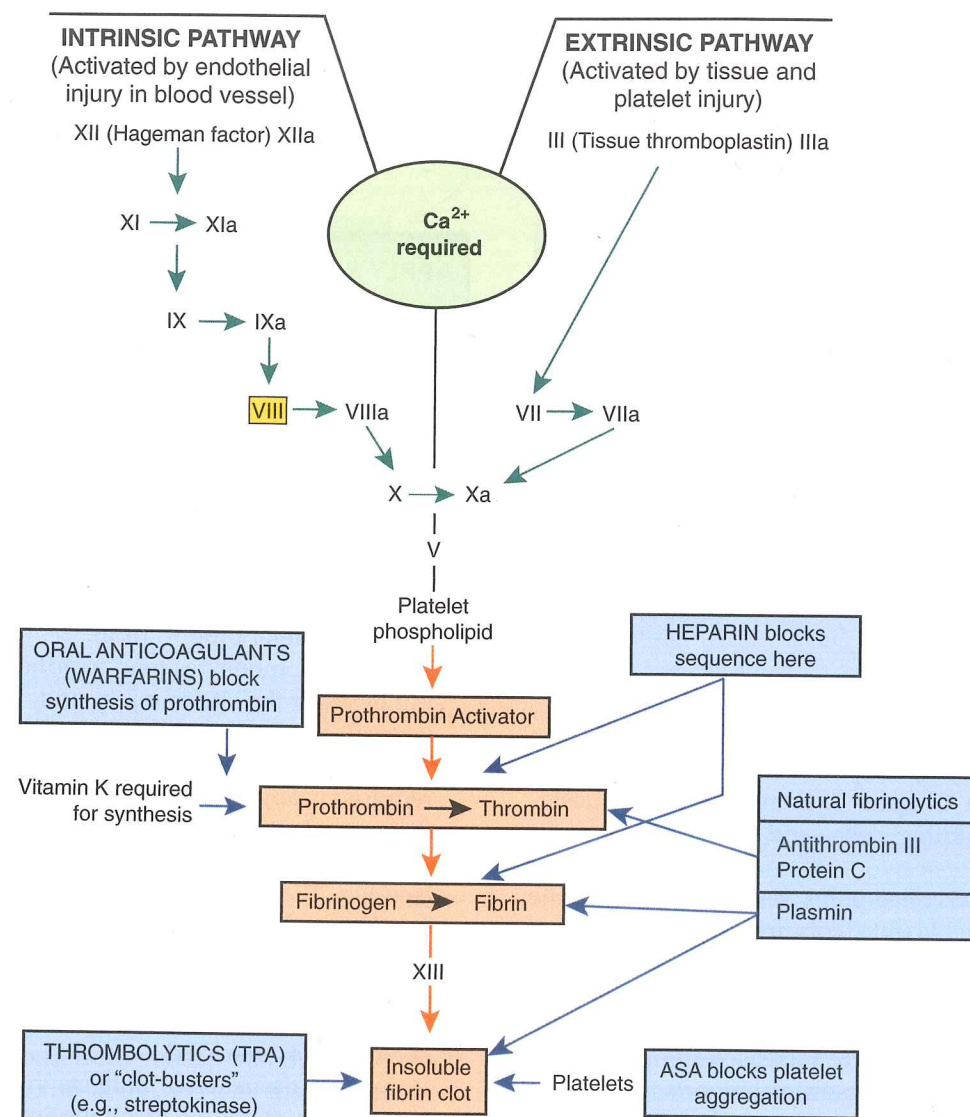 INTRINSIC PATHWAY
(Activated by endothelial
injury in blood vessel)
XII (Hageman factor) XIIa
XI XIa
IX IXa
VIII VIIIa
EXTRINSIC PATHWAY
(Activated by tissue and
platelet injury)
III (Tissue thromboplastin) IIIa
Ca2+
required
VII VIIa
X Xa
V
Platelet
phospholipid
ORAL ANTICOAGULANTS
(WARFARINS) block
synthesis of prothrombin
HEPARIN blocks
sequence here
Prothrombin Activator
Vitamin K required
for synthesis
Prothrombin Thrombin
Natural fibrinolytics
Antithrombin III
Protein C
Plasmin
Fibrinogen Fibrin
XIII
THROMBOLYTICS (TPA)
or “clot-busters”
(e.g., streptokinase)
Insoluble
fibrin clot
Platelets
ASA blocks platelet
aggregation